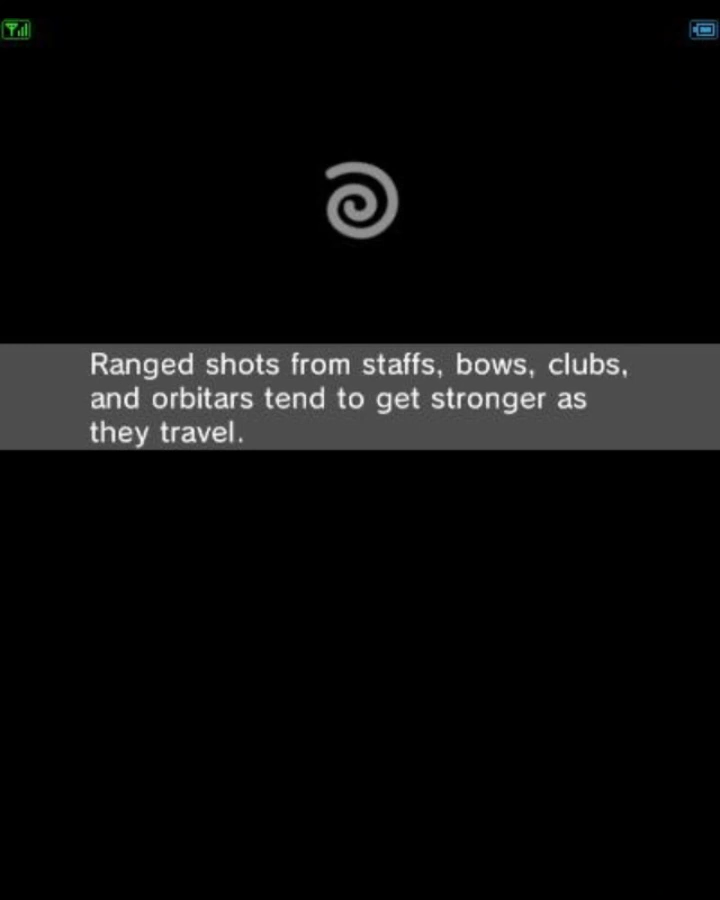 Ranged shots from staffs, bows, clubs,
and orbitars tend to get stronger as
they travel.